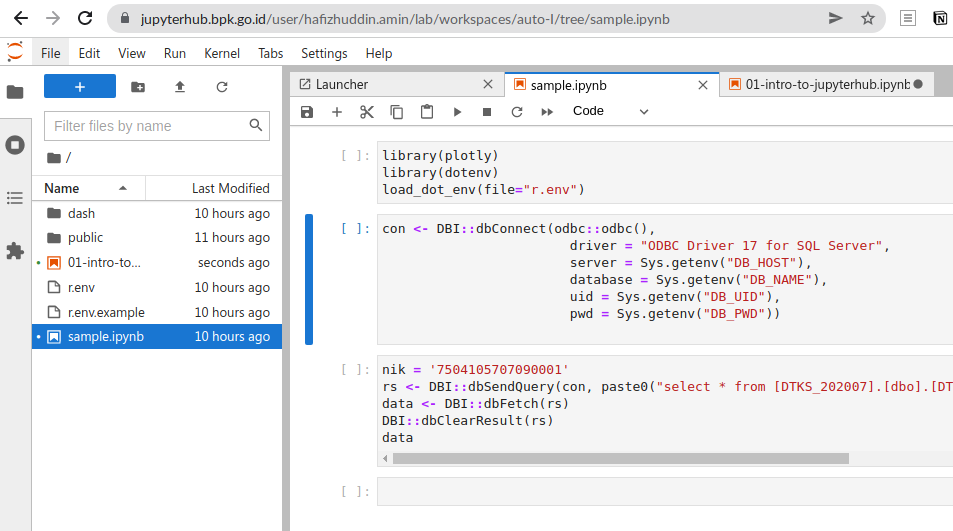 jupyterhub.bpk.go.id/user/hafizhuddin.amin/lab/workspaces/auto-I/tree/sample.ipynb
File Edit View Run Kernel Tabs Settings Help
Filter files by name
/
Name Last Modified
dash 10 hours ago
public 11 hours ago
01-intro-to... seconds ago
r.env 10 hours ago
r.env.example 10 hours ago
sample.ipynb 10 hours ago
Launcher sample.ipynb 01-intro-to-jupyterhub.ipynb
Code
[ ]: library(plotly)
library(dotenv)
load_dot_env(file="r.env")
[ ]: con <- DBI::dbConnect(odbc::odbc(),
driver = "ODBC Driver 17 for SQL Server",
server = Sys.getenv("DB_HOST"),
database = Sys.getenv("DB_NAME"),
uid = Sys.getenv("DB_UID"),
pwd = Sys.getenv("DB_PWD"))
[ ]: nik = '7504105707090001'
rs <- DBI::dbSendQuery(con, paste0("select * from [DTKS_202007].[dbo].[DT
data <- DBI::dbFetch(rs)
DBI::dbClearResult(rs)
data
[ ]: